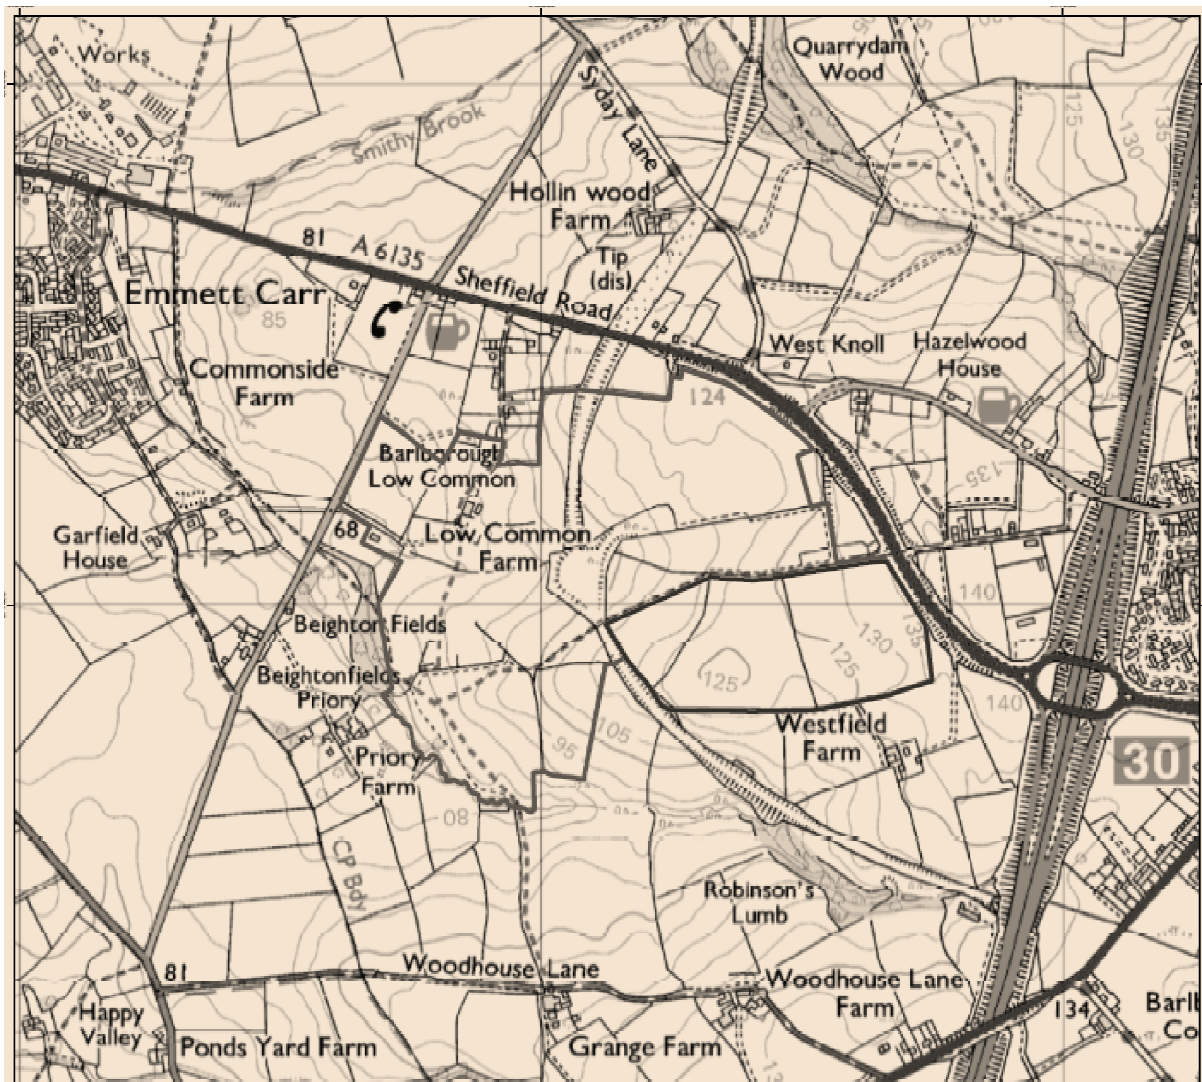 Works
Quarrydam
Wood
125
130
135
Smithy Brook
Syday Lane
Hollin wood
Farm
81
A 6135
Tip
(dis)
Sheffield Road
Emmett Carr
85
West Knoll
Hazelwood
House
Commonside
Farm
124
Barlborough
Low Common
135
68
Low Common
Farm
Garfield
House
140
Beighton Fields
130
135
125
125
Beightonfields
Priory
140
Westfield
Farm
105
95
30
Priory
Farm
80
CP Bdy
Robinson's
Lumb
Woodhouse Lane
81
Woodhouse Lane
Farm
134
Happy
Valley
Ponds Yard Farm
Grange Farm